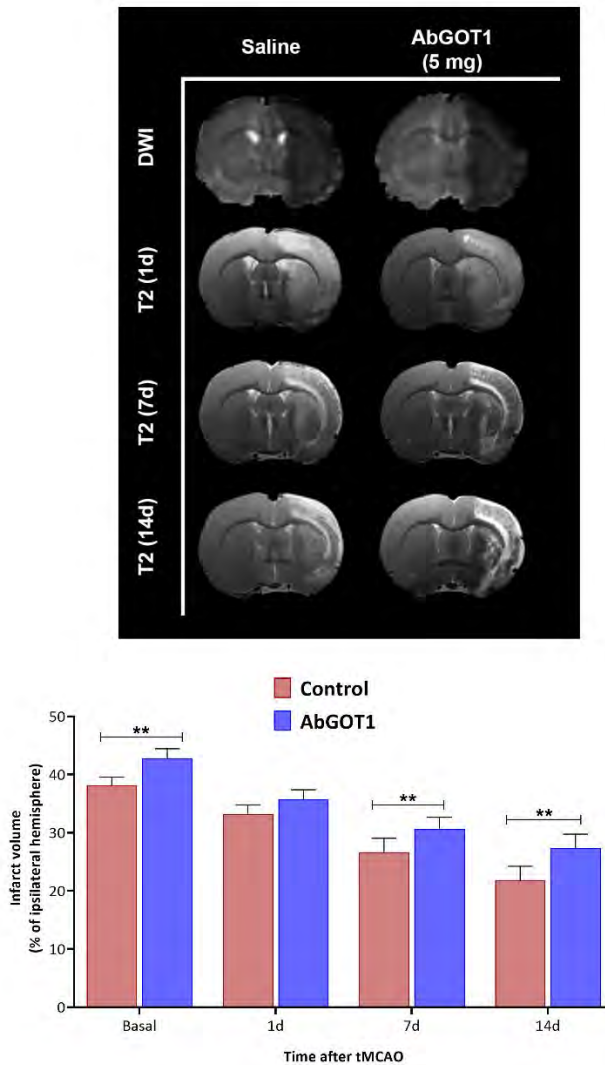 Saline
AbGOT1
(5 mg)
DWI
T2 (1d)
T2 (7d)
T2 (14d)
Control
AbGOT1
Infarct volume
(% of ipsilateral hemisphere)
50
40
30
20
10
0
**
**
**
Basal
1d
7d
14d
Time after tMCAO